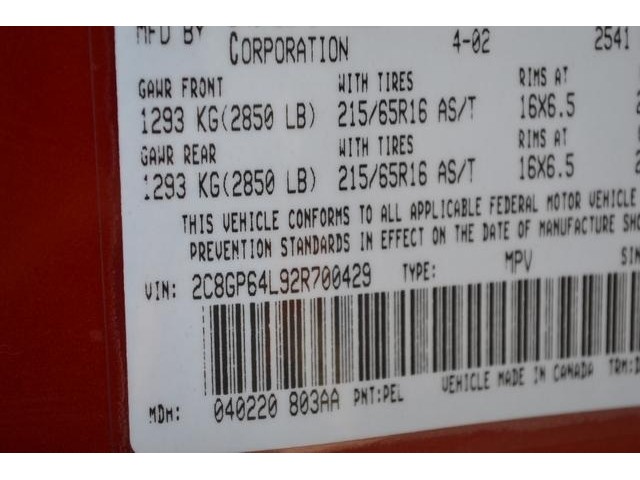 MFD BY
CORPORATION 4-02 2541
GAWR FRONT WITH TIRES RIMS AT
1293 KG(2850 LB) 215/65R16 AS/T 16X6.5
GAWR REAR WITH TIRES RIMS AT
1293 KG(2850 LB) 215/65R16 AS/T 16X6.5
THIS VEHICLE CONFORMS TO ALL APPLICABLE FEDERAL MOTOR VEHICLE
PREVENTION STANDARDS IN EFFECT ON THE DATE OF MANUFACTURE SHO
VIN: 2C8GP64L92R700429 TYPE: MPV SIN
MDH: 040220 803AA PNT:PEL VEHICLE MADE IN CANADA TRM:D